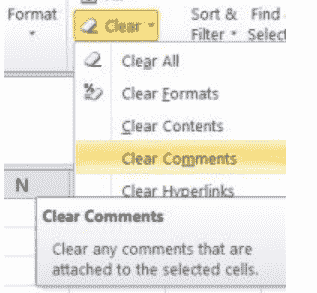 Format
Clear
Sort &
Filter
Find
Clear All
Clear Formats
Clear Contents
Clear Comments
Clear Hyperlinks
N
Clear Comments
Clear any comments that are
attached to the selected cells.